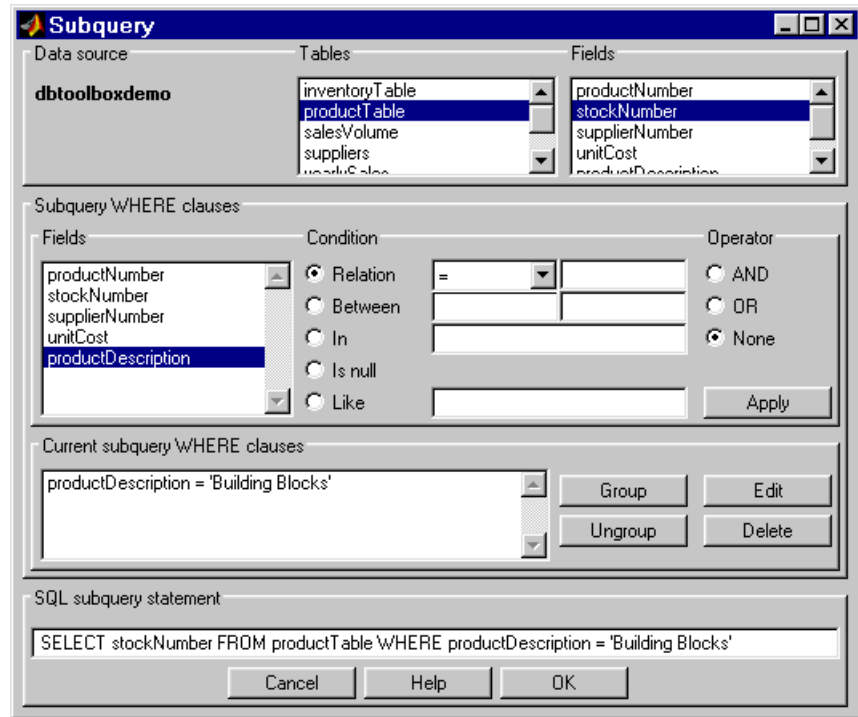 Subquery
Data source
Tables
Fields
dbtoolboxdemo
inventoryTable
productTable
salesVolume
suppliers
yearlySales
productNumber
stockNumber
supplierNumber
unitCost
productDescription
Subquery WHERE clauses
Fields
Condition
Operator
productNumber
stockNumber
supplierNumber
unitCost
productDescription
Relation =
Between
In
Is null
Like
AND
OR
None
Apply
Current subquery WHERE clauses
productDescription = 'Building Blocks'
Group Edit
Ungroup Delete
SQL subquery statement
SELECT stockNumber FROM productTable WHERE productDescription = 'Building Blocks'
Cancel Help OK